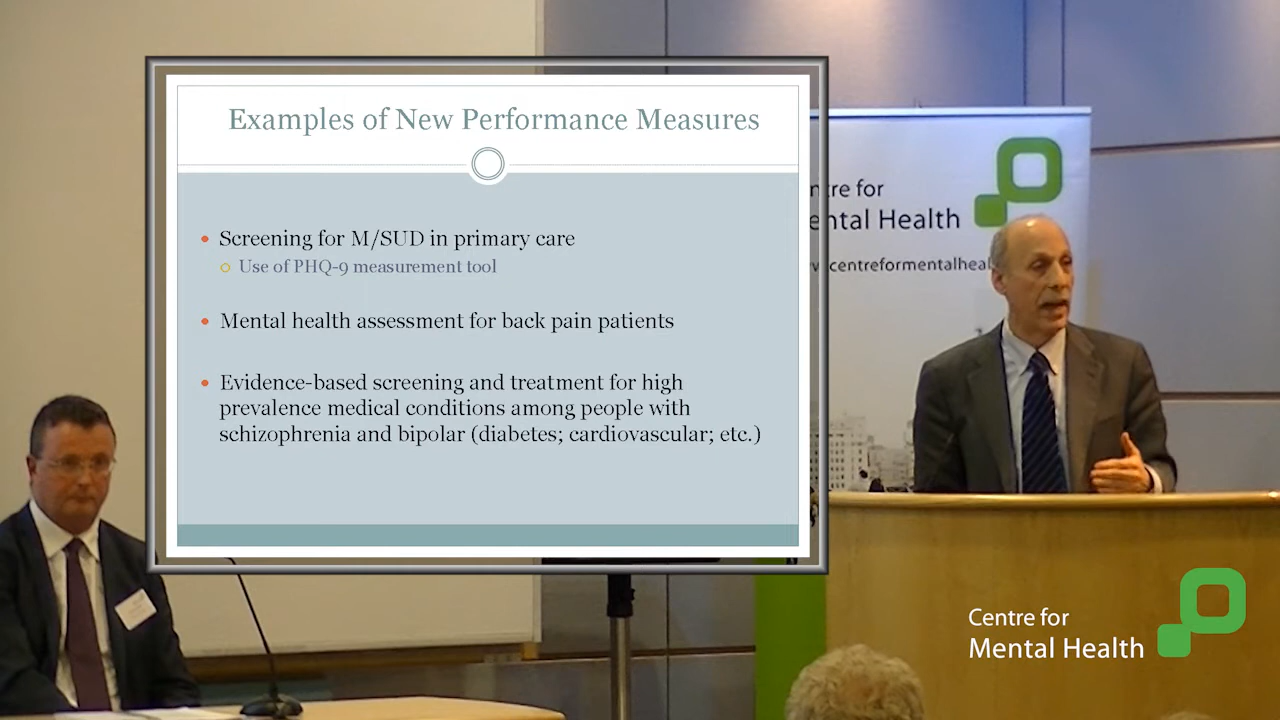 Examples of New Performance Measures
Screening for M/SUD in primary care
Use of PHQ-9 measurement tool
Mental health assessment for back pain patients
Evidence-based screening and treatment for high
prevalence medical conditions among people with
schizophrenia and bipolar (diabetes; cardiovascular; etc.)
ntre for
ental Health
centreformentalheal
Centre for
Mental Health